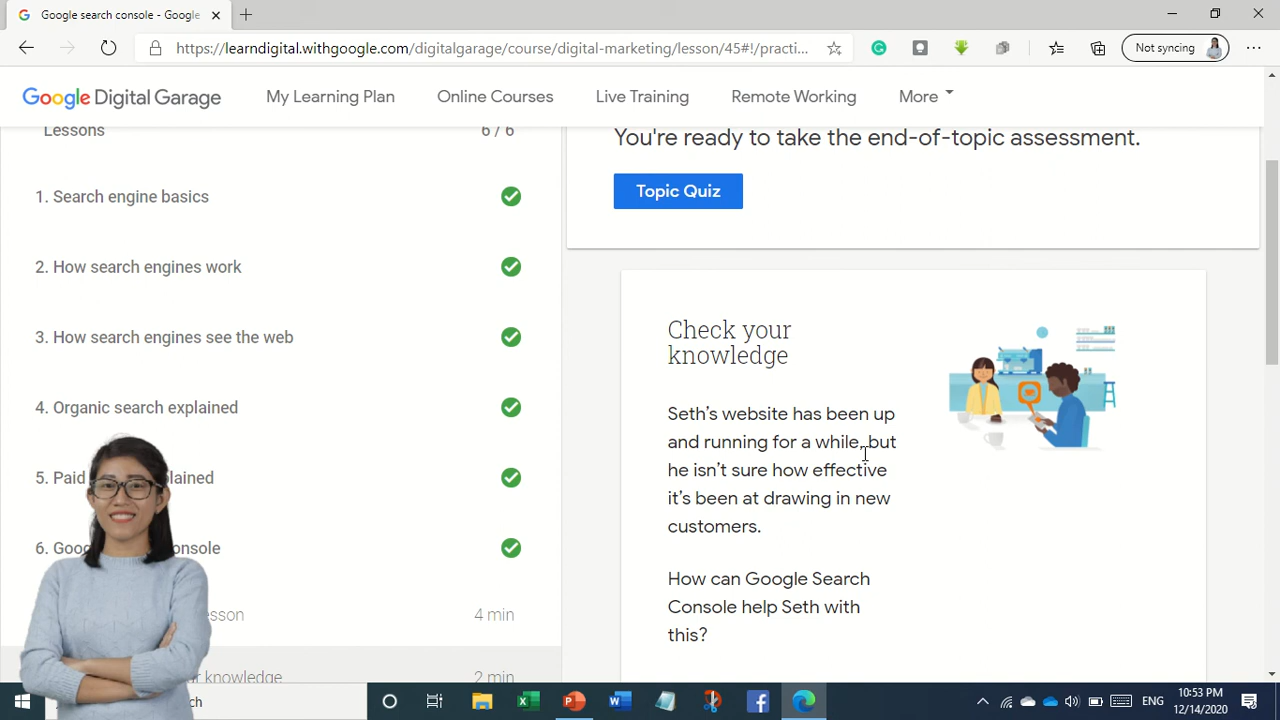 Google search console - Google
https://learndigital.withgoogle.com/digitalgarage/course/digital-marketing/lesson/45#!/practi...
Not syncing
Google Digital Garage
My Learning Plan
Online Courses
Live Training
Remote Working
More
Lessons
6 / 6
1. Search engine basics
2. How search engines work
3. How search engines see the web
4. Organic search explained
5. Paid
plained
6. Goo
onsole
esson
4 min
r knowledge
2 min
You're ready to take the end-of-topic assessment.
Topic Quiz
Check your
knowledge
Seth's website has been up
and running for a while, but
he isn't sure how effective
it's been at drawing in new
customers.
How can Google Search
Console help Seth with
this?
rch
ENG
10:53 PM
12/14/2020